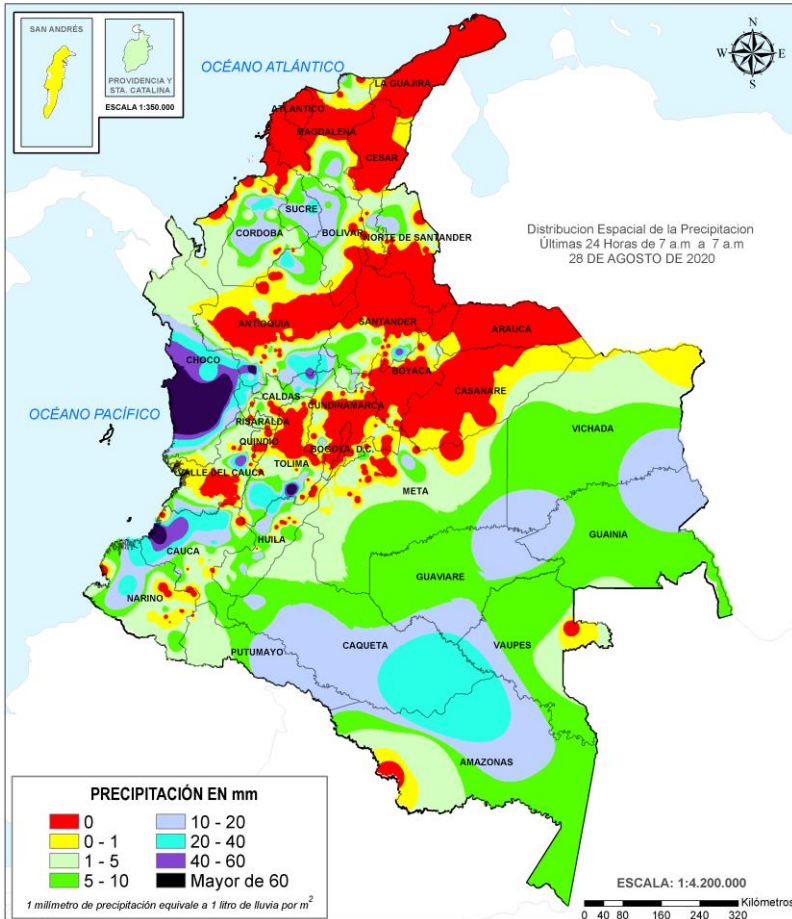 SAN ANDRÉS
PROVIDENCIA Y
STA. CATALINA
ESCALA 1:350.000
OCÉANO ATLÁNTICO
N
W
E
S
LA GUAJIRA
ATLANTICO
MAGDALENA
CESAR
SUCRE
CORDOBA
BOLIVAR
NORTE DE SANTANDER
Distribucion Espacial de la Precipitacion
Últimas 24 Horas de 7 a.m a 7 a.m
28 DE AGOSTO DE 2020
ANTIOQUIA
SANTANDER
ARAUCA
CHOCO
BOYACA
CASANARE
CALDAS
CUNDINAMARCA
OCÉANO PACÍFICO
RISARALDA
QUINDIO
BOGOTA, D.C.
VICHADA
TOLIMA
VALLE DEL CAUCA
META
GUAINIA
HUILA
CAUCA
GUAVIARE
NARIÑO
PUTUMAYO
CAQUETA
VAUPES
AMAZONAS
PRECIPITACIÓN EN mm
0
10 - 20
0 - 1
20 - 40
1 - 5
40 - 60
5 - 10
Mayor de 60
1 milímetro de precipitación equivale a 1 litro de lluvia por m²
ESCALA: 1:4.200.000
Kilómetros
0 40 80 160 240 320